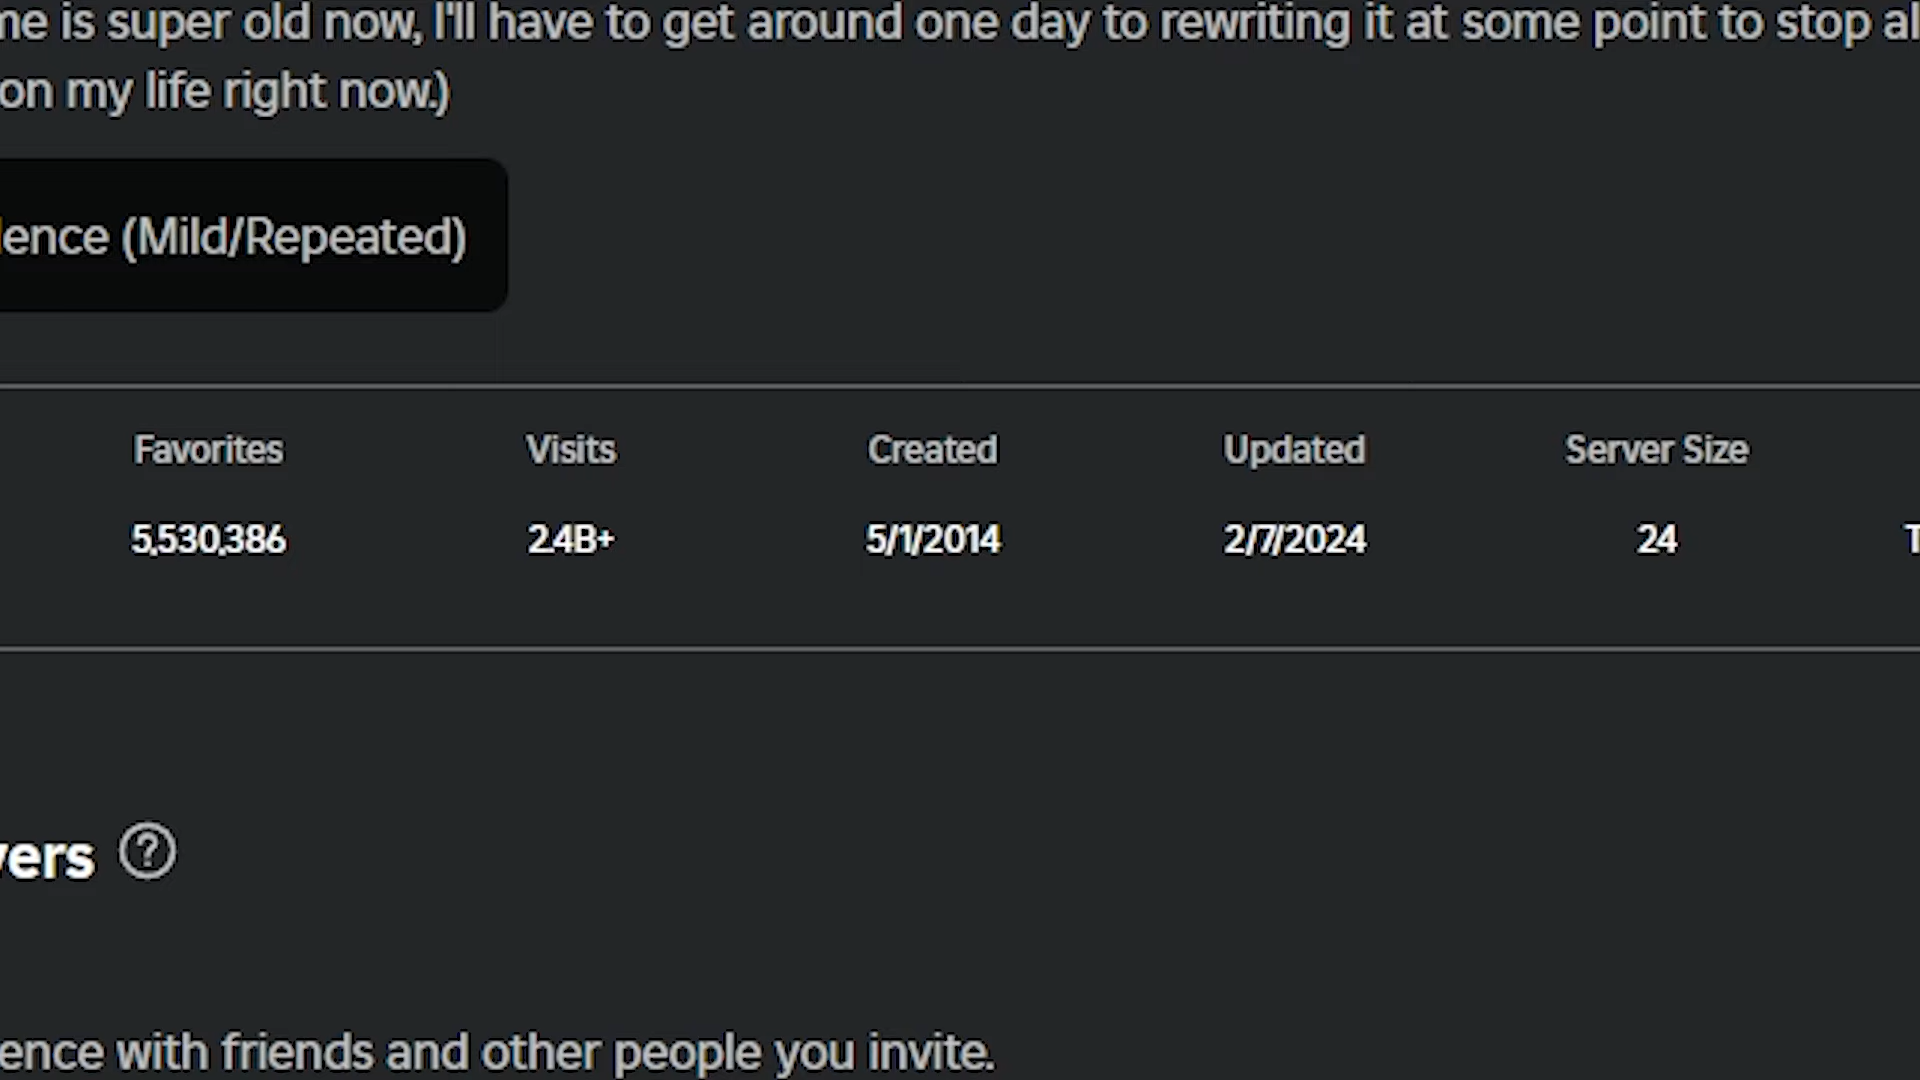 me is super old now, I'll have to get around one day to rewriting it at some point to stop al
on my life right now.)
lence (Mild/Repeated)
Favorites Visits Created Updated Server Size
5,530,386 2.4B+ 5/1/2014 2/7/2024 24 T
vers ?
ence with friends and other people you invite.